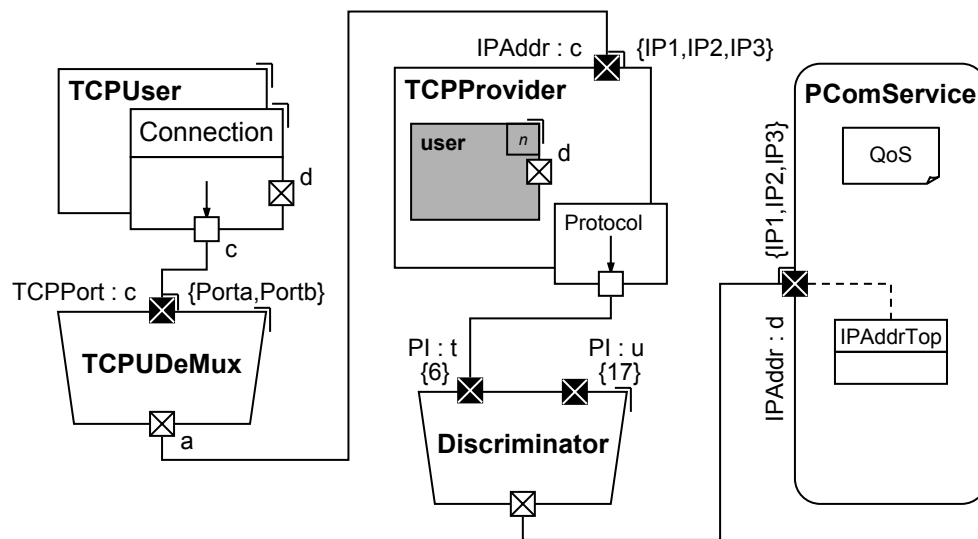 IPAddr : c
{IP1,IP2,IP3}
TCPUser
Connection
d
c
TCPPort : c
{Porta,Portb}
TCPUDeMux
a
TCPProvider
user
n
d
Protocol
PI : t
{6}
PI : u
{17}
Discriminator
PComService
QoS
{IP1,IP2,IP3}
IPAddr : d
IPAddrTop